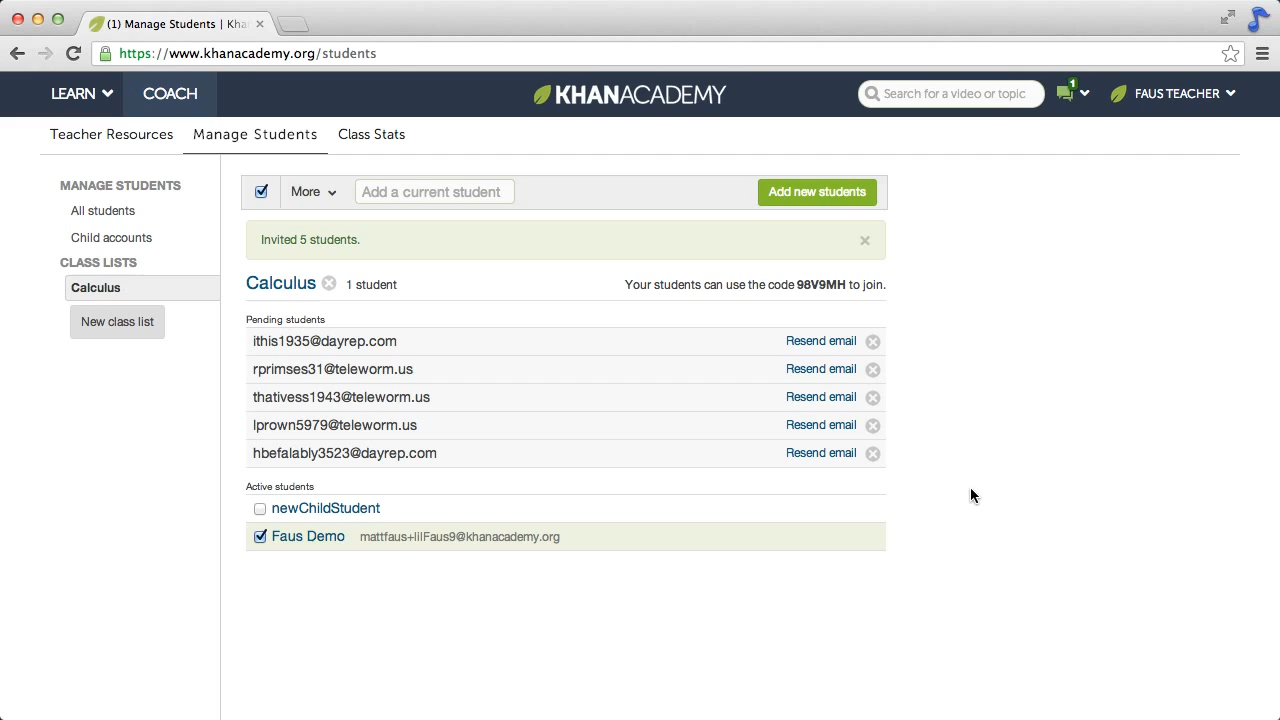 (1) Manage Students | Kha
https://www.khanacademy.org/students
LEARN COACH KHANACADEMY Search for a video or topic 1 FAUS TEACHER
Teacher Resources Manage Students Class Stats
MANAGE STUDENTS
All students
Child accounts
CLASS LISTS
Calculus
New class list
More Add a current student Add new students
Invited 5 students.
Calculus 1 student Your students can use the code 98V9MH to join.
Pending students
ithis1935@dayrep.com Resend email
rprimses31@teleworm.us Resend email
thativess1943@teleworm.us Resend email
lprown5979@teleworm.us Resend email
hbefalably3523@dayrep.com Resend email
Active students
newChildStudent
Faus Demo mattfaus+lilFaus9@khanacademy.org